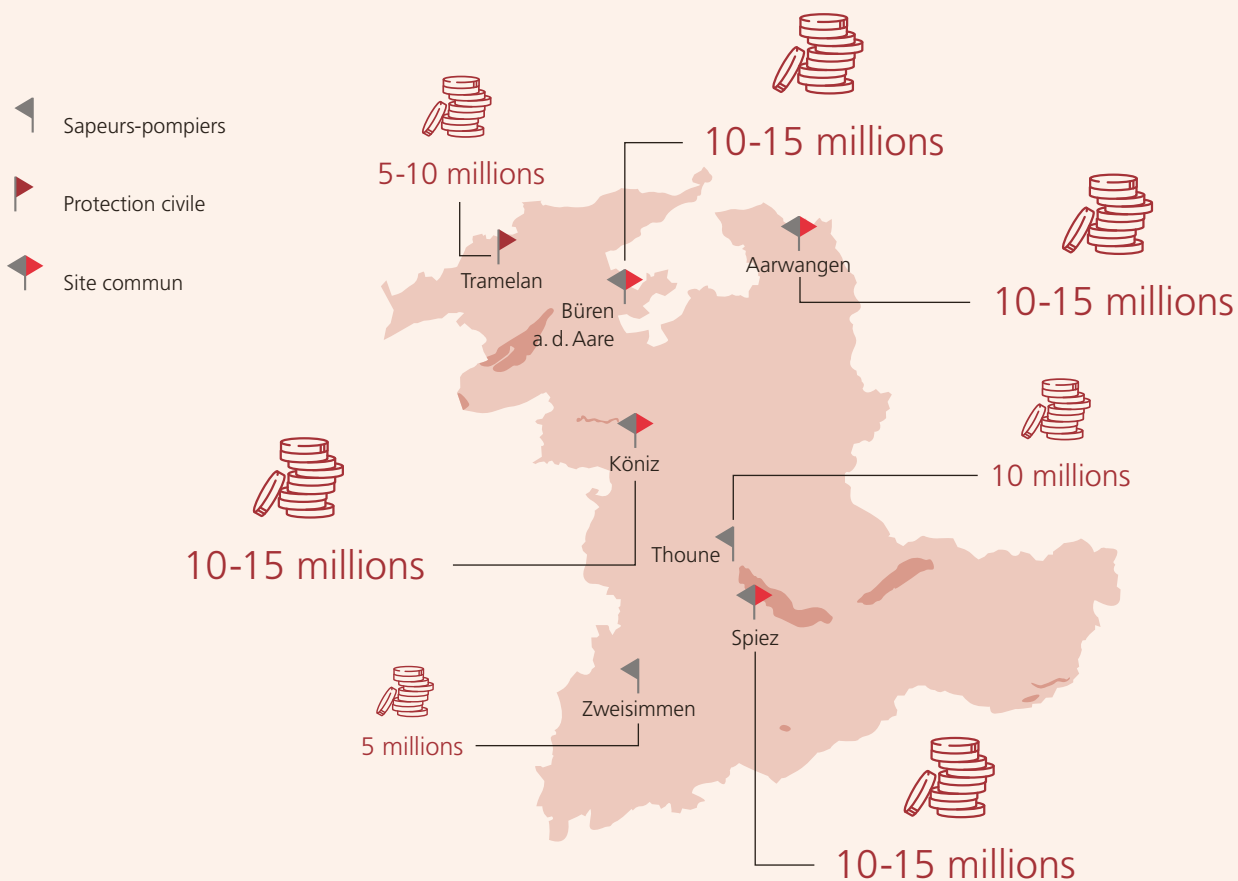 Sapeurs-pompiers
Protection civile
Site commun
5-10 millions
Tramelan
10-15 millions
Büren
a. d. Aare
Aarwangen
10-15 millions
Köniz
10-15 millions
10 millions
Thoune
Spiez
10-15 millions
Zweisimmen
5 millions